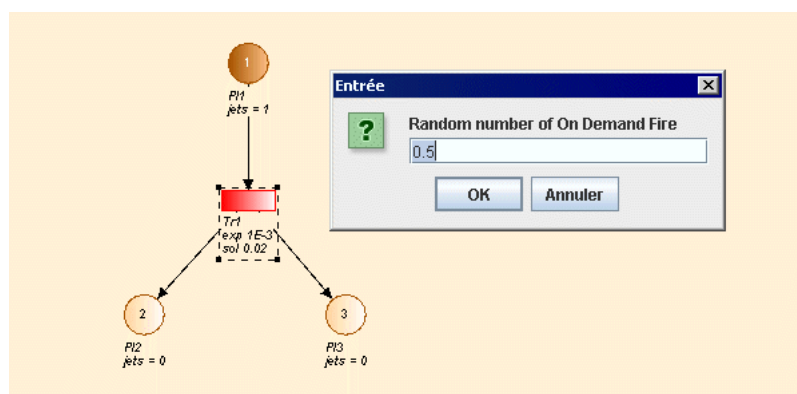 1
Pl1
jets = 1
Entrée
Random number of On Demand Fire
0.5
OK Annuler
Tr1
exp 1E-3
sol 0.02
2
3
Pl2
jets = 0
Pl3
jets = 0